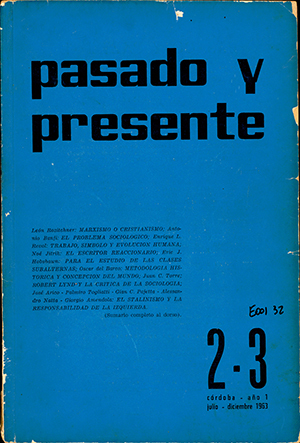 pasado y
presente
León Rozitchner: MARXISMO O CRISTIANISMO; Anto-
nio Banfi: EL PROBLEMA SOCIOLOGICO; Enrique L.
Revol: TRABAJO, SIMBOLO Y EVOLUCION HUMANA;
Noé Jitrik: EL ESCRITOR REACCIONARIO; Eric J.
Hobsbawm: PARA EL ESTUDIO DE LAS CLASES
SUBALTERNAS; Oscar del Barco: METODOLOGIA HIS-
TORICA Y CONCEPCION DEL MUNDO; Juan C. Torre:
ROBERT LYND Y LA CRITICA DE LA SOCIOLOGIA;
José Aricó - Palmiro Togliatti - Gian C. Pajetta - Alessan-
dro Natta - Giorgio Amendola: EL STALINISMO Y LA
RESPONSABILIDAD DE LA IZQUIERDA.
(Sumario completo al dorso).
32
2-3
córdoba - año 1
julio - diciembre 1963